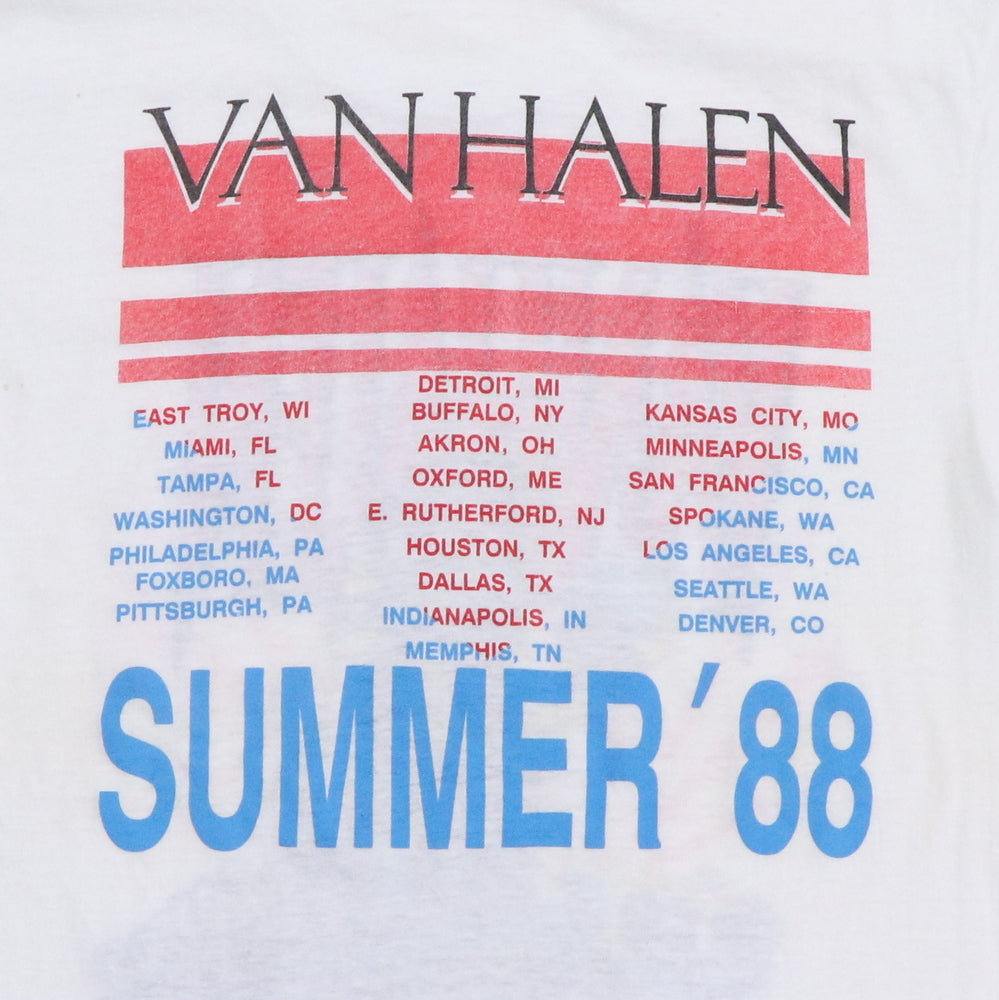 VAN HALEN
EAST TROY, WI
MIAMI, FL
TAMPA, FL
WASHINGTON, DC
PHILADELPHIA, PA
FOXBORO, MA
PITTSBURGH, PA
DETROIT, MI
BUFFALO, NY
AKRON, OH
OXFORD, ME
E. RUTHERFORD, NJ
HOUSTON, TX
DALLAS, TX
INDIANAPOLIS, IN
MEMPHIS, TN
KANSAS CITY, MO
MINNEAPOLIS, MN
SAN FRANCISCO, CA
SPOKANE, WA
LOS ANGELES, CA
SEATTLE, WA
DENVER, CO
SUMMER '88